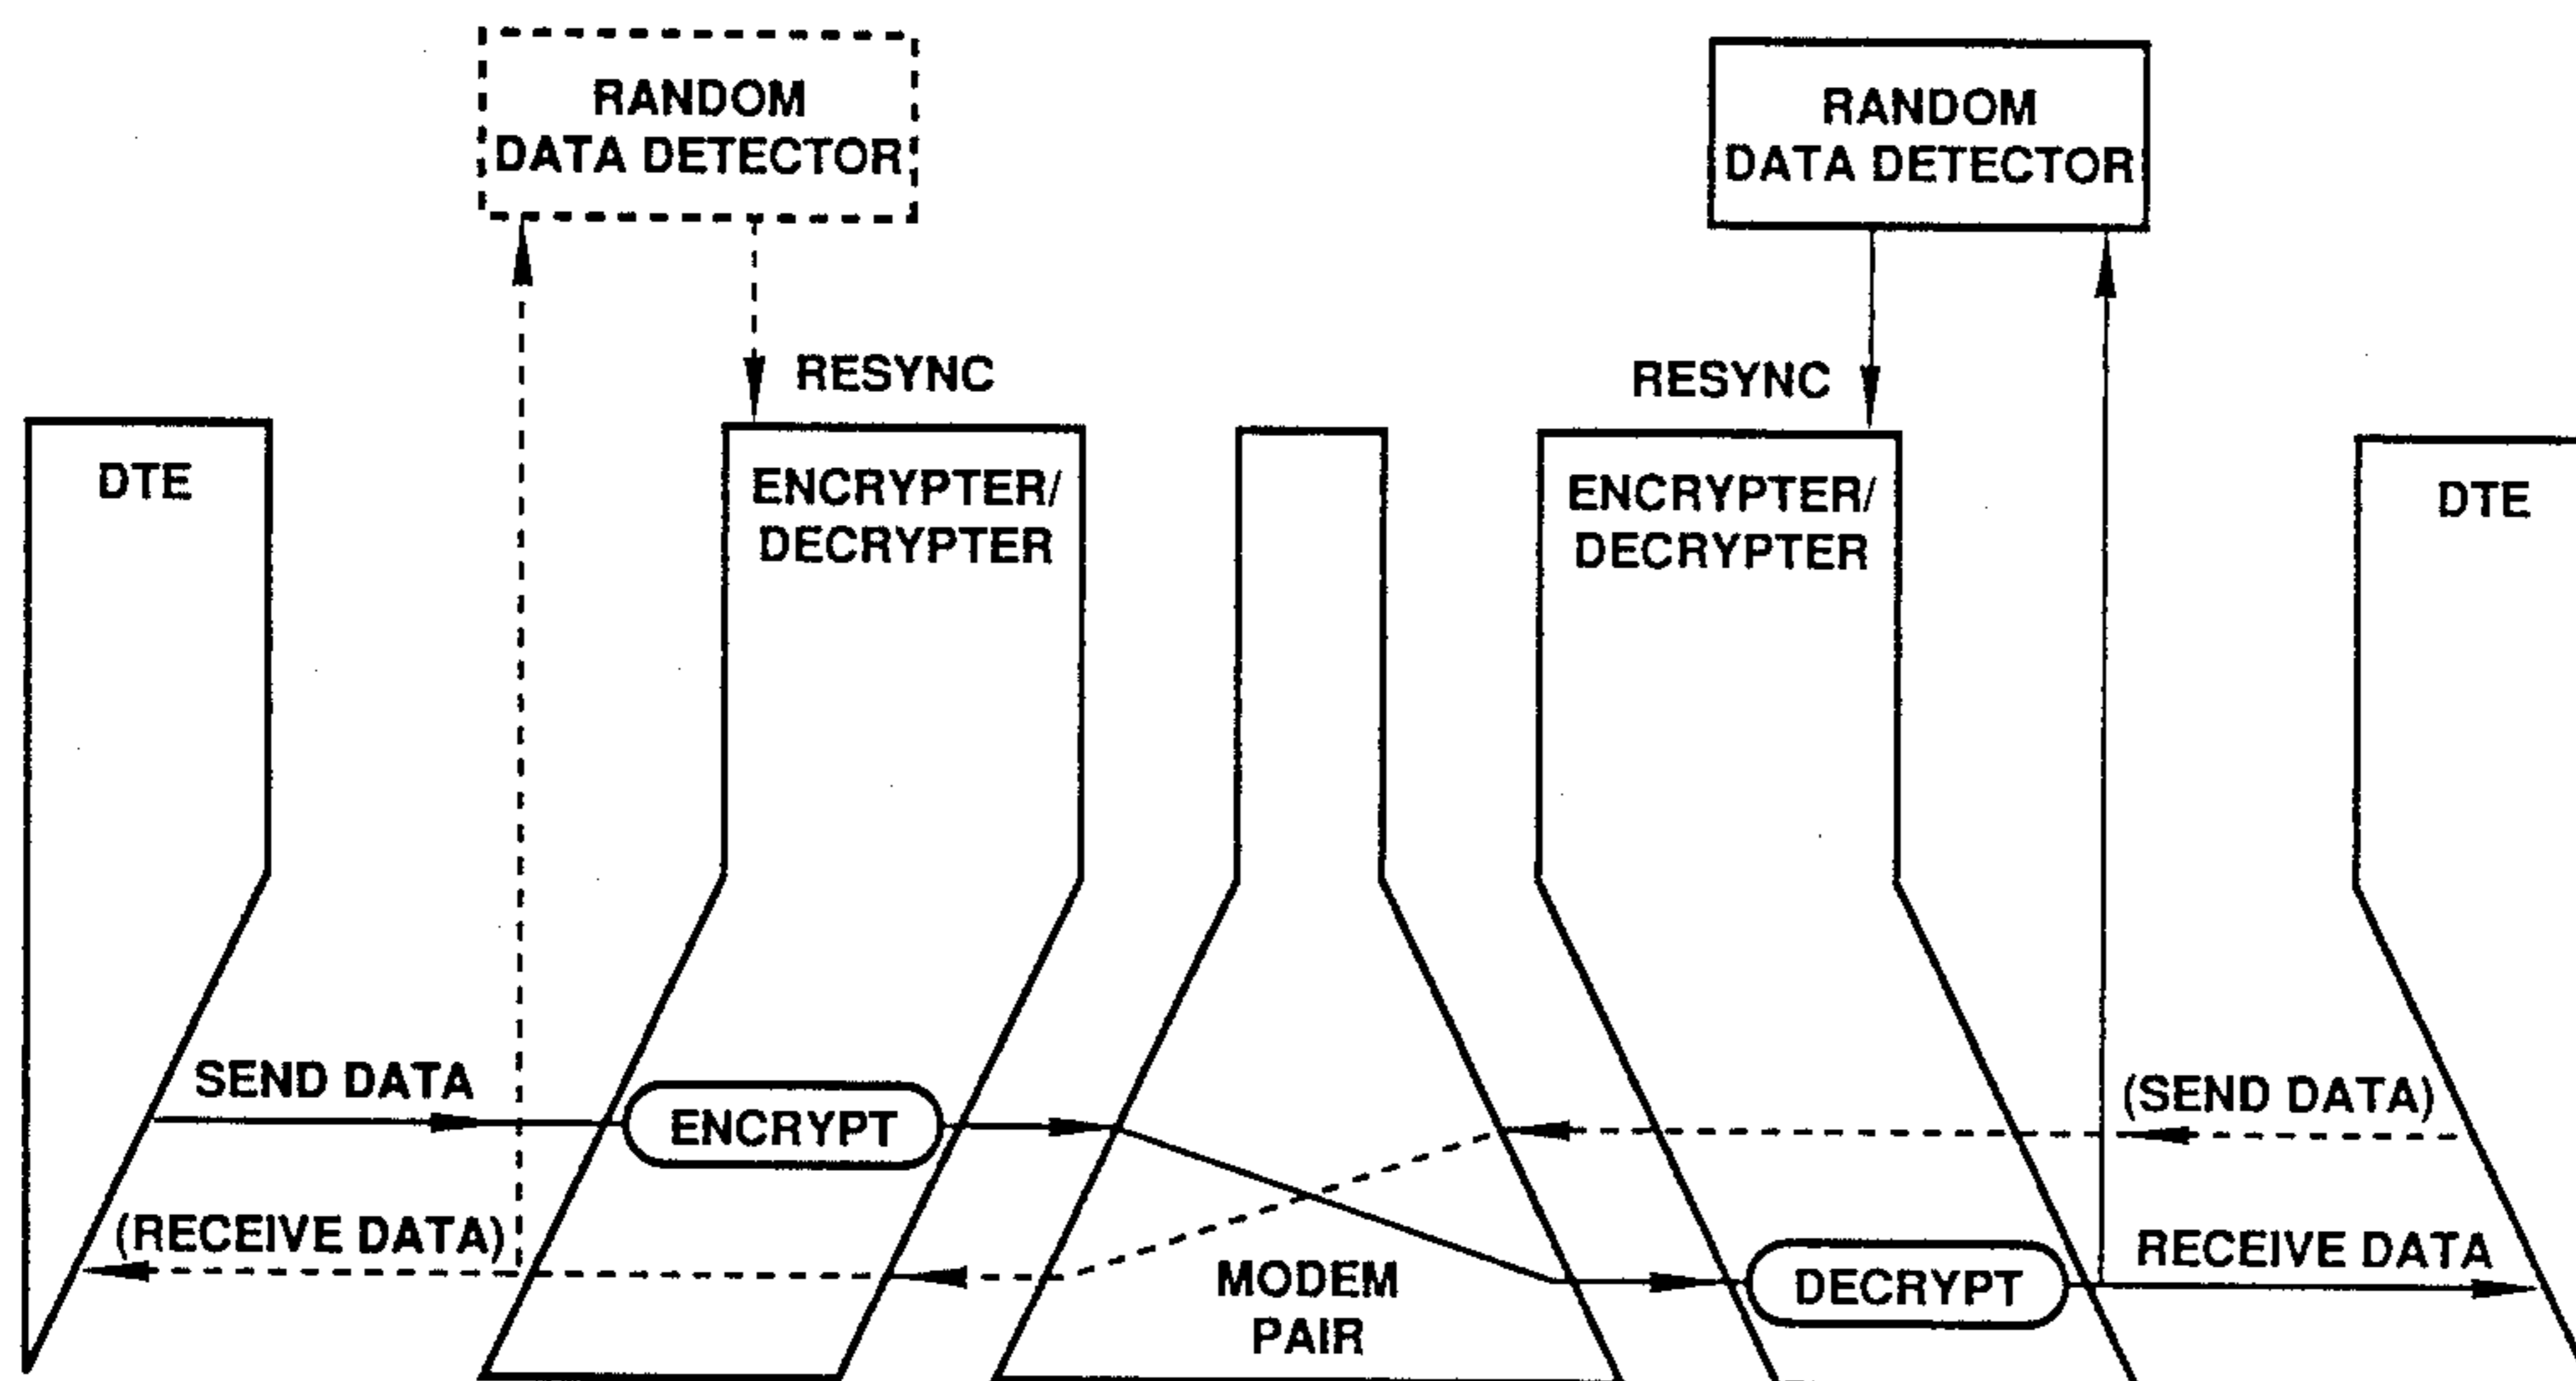 RANDOM
DATA DETECTOR
RANDOM
DATA DETECTOR
RESYNC
RESYNC
DTE
ENCRYPTER/
DECRYPTER
ENCRYPTER/
DECRYPTER
DTE
SEND DATA
ENCRYPT
(SEND DATA)
(RECEIVE DATA)
MODEM
PAIR
DECRYPT
RECEIVE DATA